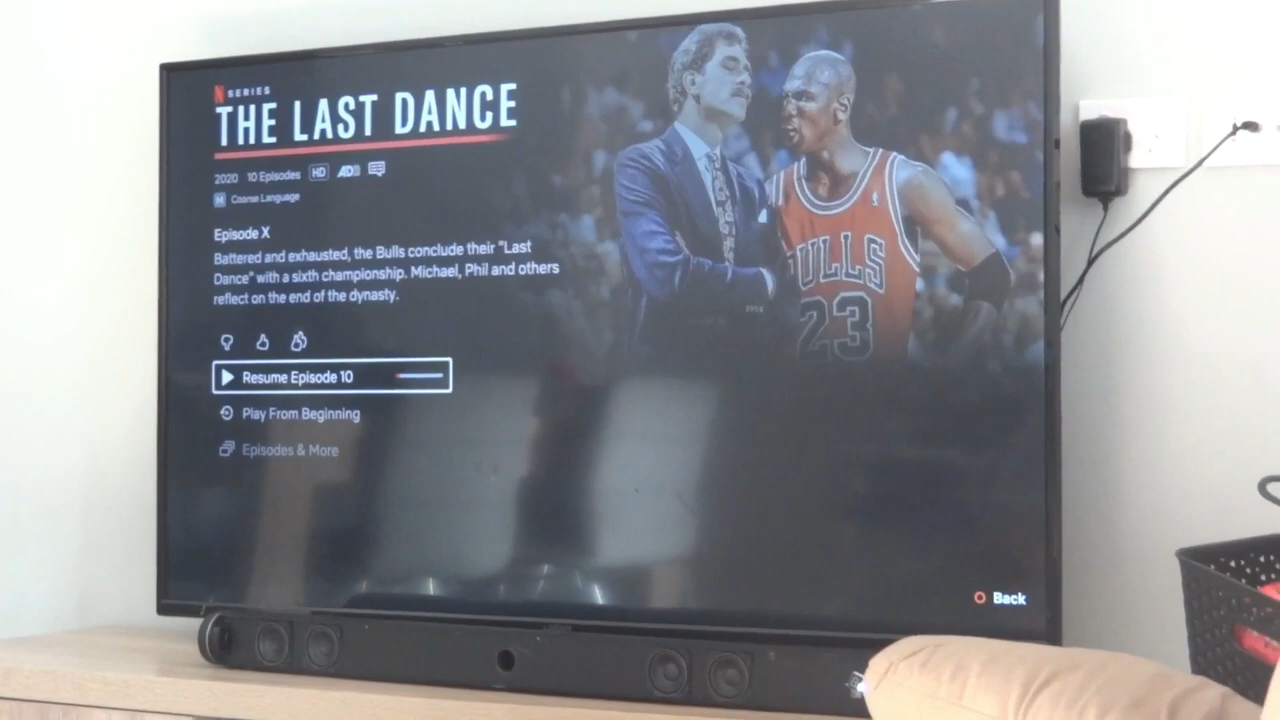 N SERIES
THE LAST DANCE
2020 10 Episodes HD AD
M Coarse Language
Episode X
Battered and exhausted, the Bulls conclude their "Last
Dance" with a sixth championship. Michael, Phil and others
reflect on the end of the dynasty.
Resume Episode 10
Play From Beginning
Episodes & More
BULLS
23
Back